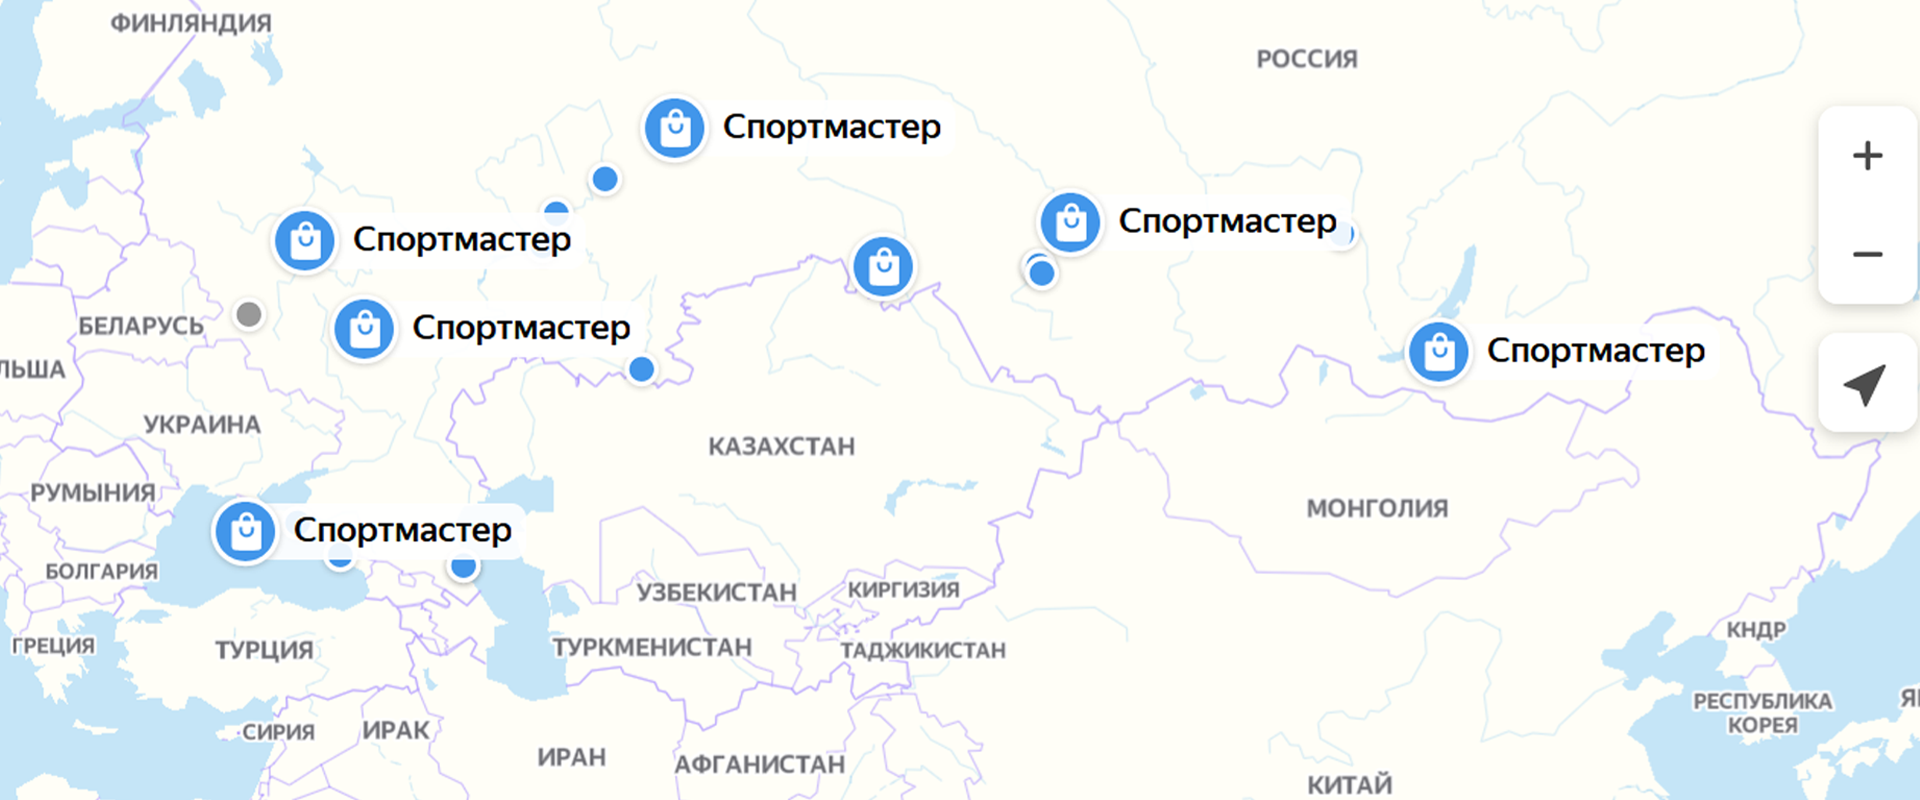 ФИНЛЯНДИЯ
РОССИЯ
Спортмастер
Спортмастер
Спортмастер
БЕЛАРУСЬ
Спортмастер
Спортмастер
ЛЬША
УКРАИНА
КАЗАХСТАН
РУМЫНИЯ
МОНГОЛИЯ
Спортмастер
БОЛГАРИЯ
УЗБЕКИСТАН
КИРГИЗИЯ
КНДР
ГРЕЦИЯ
ТУРЦИЯ
ТУРКМЕНИСТАН
ТАДЖИКИСТАН
РЕСПУБЛИКА
КОРЕЯ
ЯП
СИРИЯ
ИРАК
ИРАН
АФГАНИСТАН
КИТАЙ